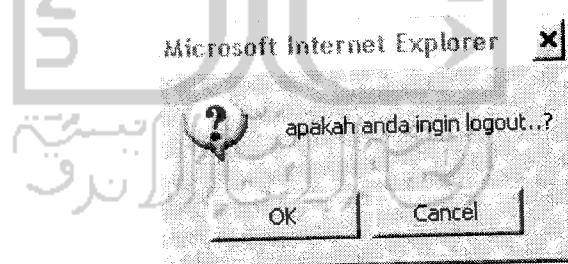 Microsoft Internet Explorer
apakah anda ingin logout..?
OK
Cancel